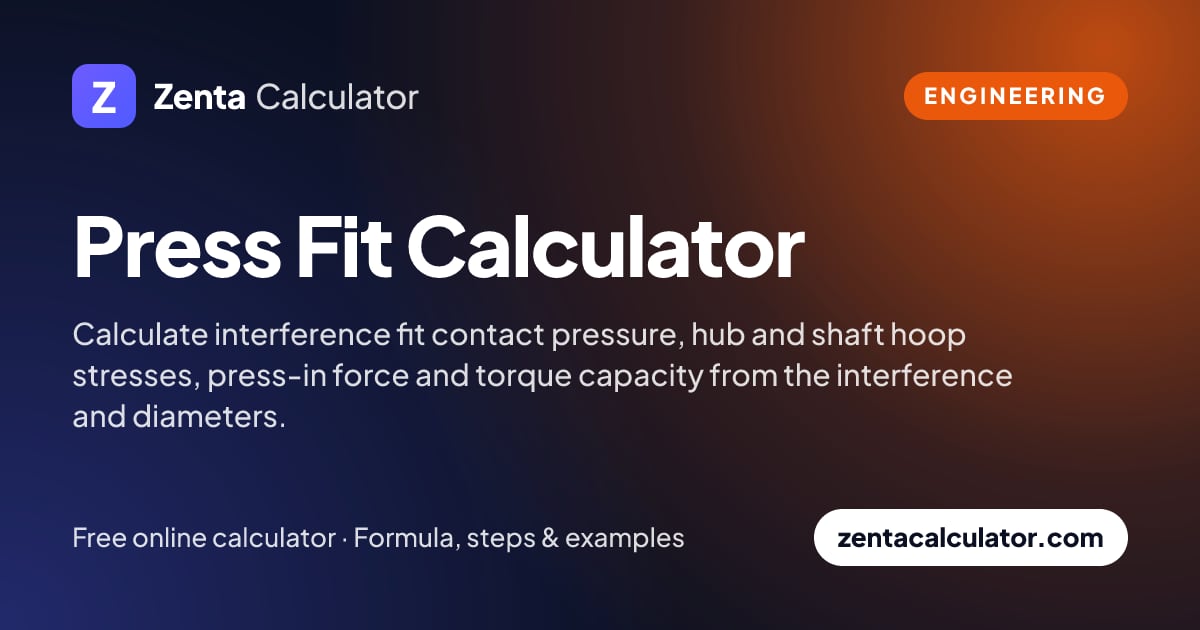 Z Zenta Calculator
ENGINEERING
Press Fit Calculator
Calculate interference fit contact pressure, hub and shaft hoop
stresses, press-in force and torque capacity from the interference
and diameters.
Free online calculator · Formula, steps & examples
zentacalculator.com